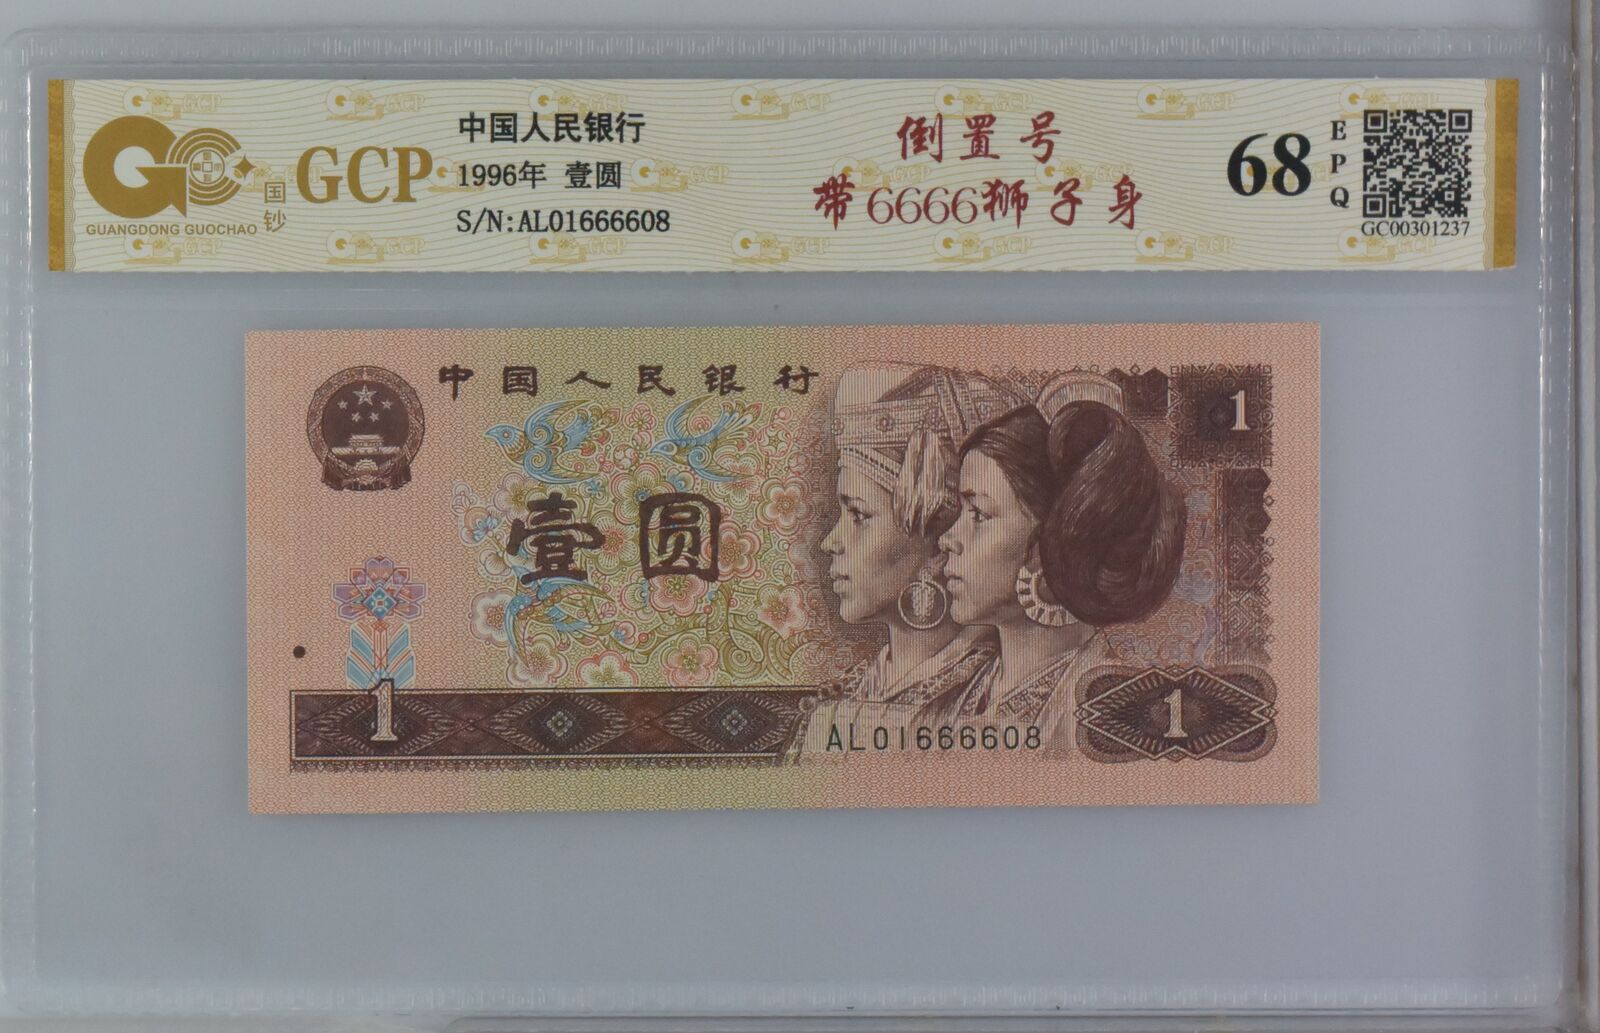 GCP
国钞
GUANGDONG GUOCHAO
中国人民银行
1996年 壹圆
S/N:AL01666608
倒置号
带6666狮子身
68
EPQ
GC00301237
中国人民银行
1
壹圆
1
AL01666608
1